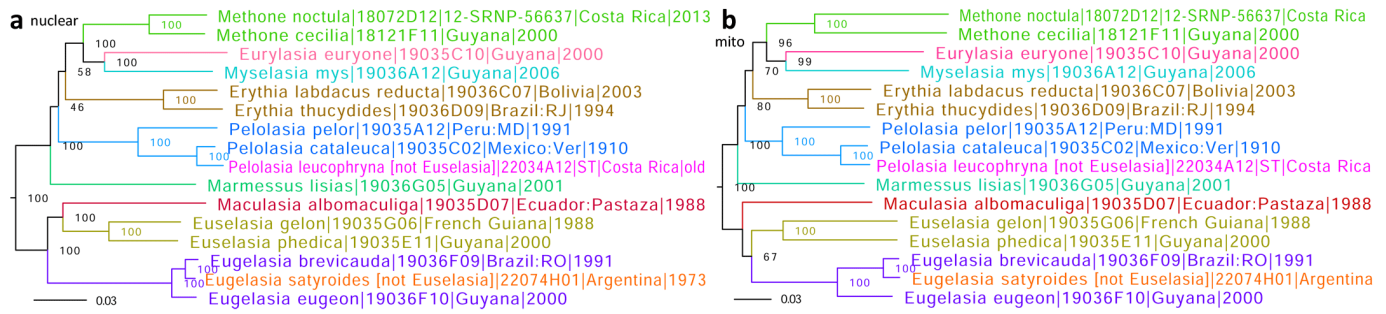 a
nuclear
Methone noctula|18072D12|12-SRNP-56637|Costa Rica|2013
100
Methone cecilia|18121F11|Guyana|2000
100
Eurylasia euryone|19035C10|Guyana|2000
100
58
Myselasia mys|19036A12|Guyana|2006
Erythia labdacus reducta|19036C07|Bolivia|2003
100
46
Erythia thucydides|19036D09|Brazil:RJ|1994
Pelolasia pelor|19035A12|Peru:MD|1991
100
100
Pelolasia cataleuca|19035C02|Mexico:Ver|1910
100
Pelolasia leucophryna [not Euselasia]|22034A12|ST|Costa Rica|old
Marmessus lisias|19036G05|Guyana|2001
100
Maculasia albomaculiga|19035D07|Ecuador:Pastaza|1988
100
Euselasia gelon|19035G06|French Guiana|1988
100
Euselasia phedica|19035E11|Guyana|2000
100
Eugelasia brevicauda|19036F09|Brazil:RO|1991
100
Eugelasia satyroides [not Euselasia]|22074H01|Argentina|1973
100
Eugelasia eugeon|19036F10|Guyana|2000
0.03
b
mito
Methone noctula|18072D12|12-SRNP-56637|Costa Rica
100
Methone cecilia|18121F11|Guyana|2000
96
Eurylasia euryone|19035C10|Guyana|2000
99
70
Myselasia mys|19036A12|Guyana|2006
Erythia labdacus reducta|19036C07|Bolivia|2003
100
80
Erythia thucydides|19036D09|Brazil:RJ|1994
Pelolasia pelor|19035A12|Peru:MD|1991
100
100
Pelolasia cataleuca|19035C02|Mexico:Ver|1910
100
Pelolasia leucophryna [not Euselasia]|22034A12|ST|Costa Rica
Marmessus lisias|19036G05|Guyana|2001
100
Maculasia albomaculiga|19035D07|Ecuador:Pastaza|1988
Euselasia gelon|19035G06|French Guiana|1988
100
Euselasia phedica|19035E11|Guyana|2000
67
Eugelasia brevicauda|19036F09|Brazil:RO|1991
100
Eugelasia satyroides [not Euselasia]|22074H01|Argentina
100
Eugelasia eugeon|19036F10|Guyana|2000
0.03